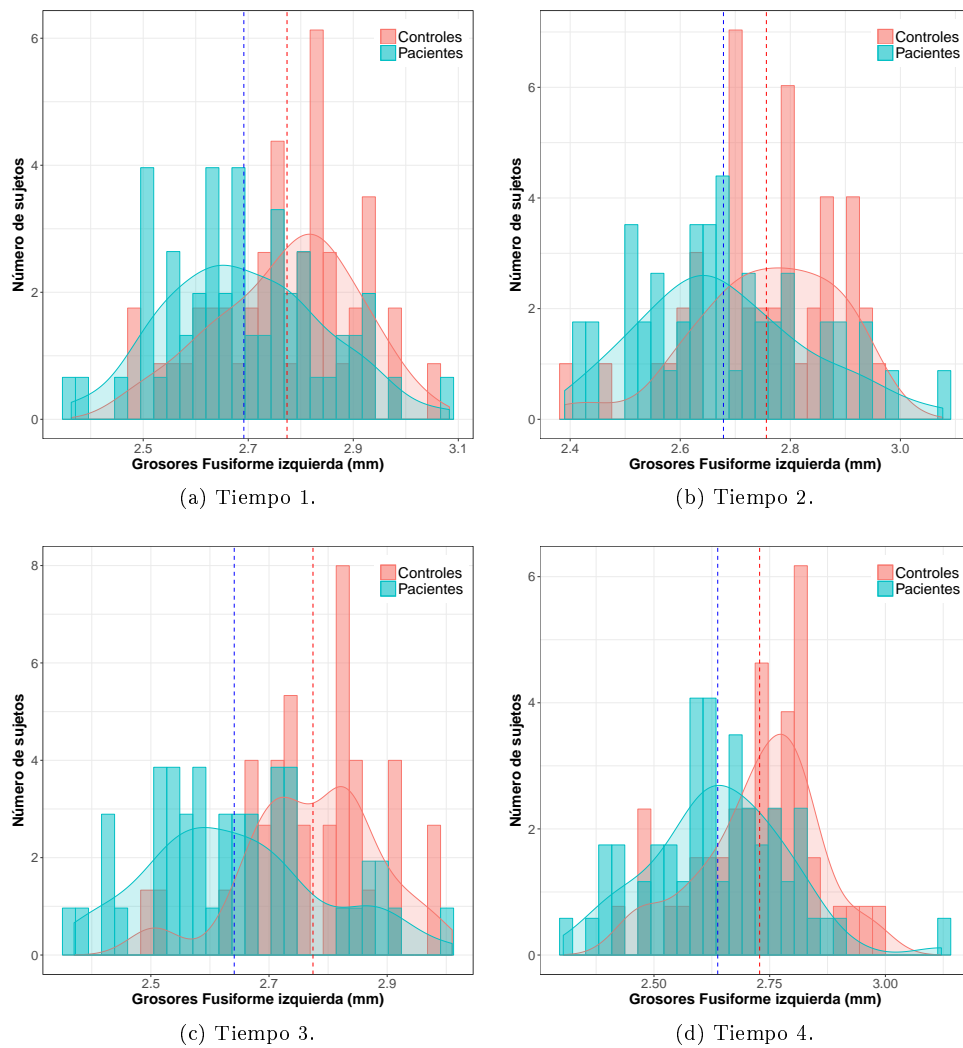 6
4
2
0
Número de sujetos
Controles
Pacientes
2.5
2.7
2.9
3.1
Grosores Fusiforme izquierda (mm)
(a) Tiempo 1.
6
4
2
0
Número de sujetos
Controles
Pacientes
2.4
2.6
2.8
3.0
Grosores Fusiforme izquierda (mm)
(b) Tiempo 2.
8
6
4
2
0
Número de sujetos
Controles
Pacientes
2.5
2.7
2.9
Grosores Fusiforme izquierda (mm)
(c) Tiempo 3.
6
4
2
0
Número de sujetos
Controles
Pacientes
2.50
2.75
3.00
Grosores Fusiforme izquierda (mm)
(d) Tiempo 4.